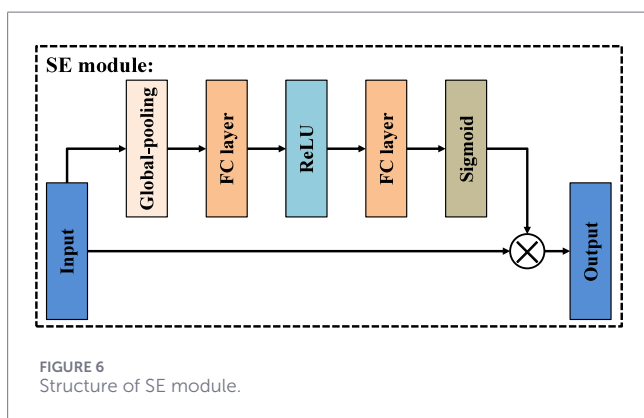 SE module:
Global-pooling
FC layer
ReLU
FC layer
Sigmoid
Input
Output
FIGURE 6
Structure of SE module.